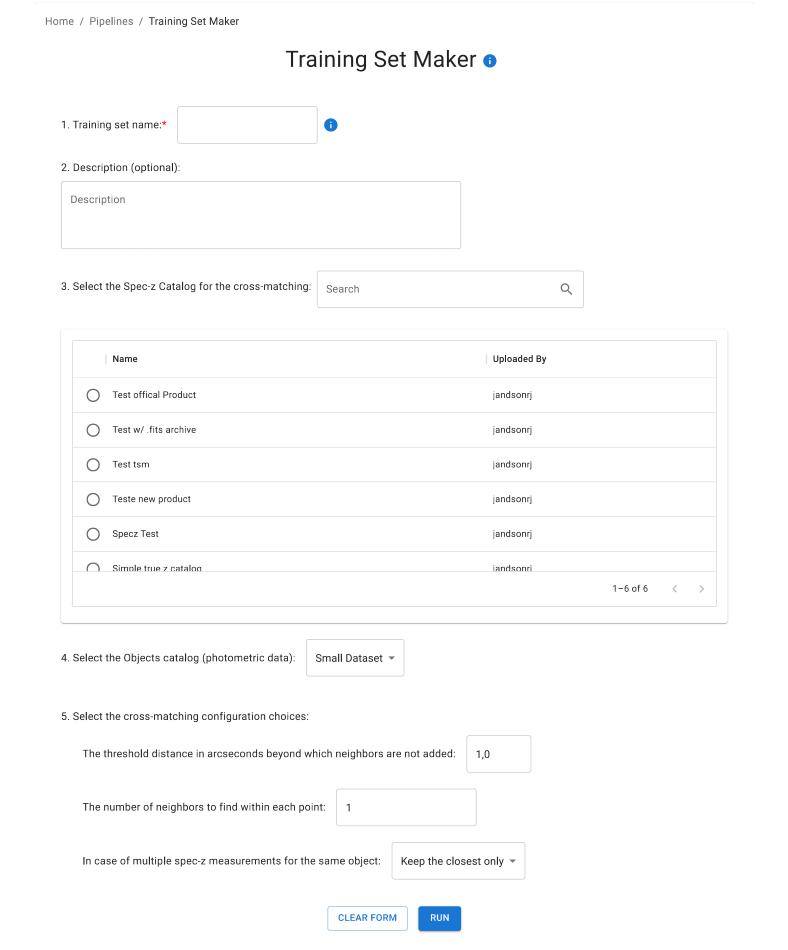 Home / Pipelines / Training Set Maker
Training Set Maker
1. Training set name:*
2. Description (optional):
Description
3. Select the Spec-z Catalog for the cross-matching: Search
Name Uploaded By
Test offical Product jandsonrj
Test w/ .fits archive jandsonrj
Test tsm jandsonrj
Teste new product jandsonrj
Specz Test jandsonrj
Simple true z catalog jandsonrj
1–6 of 6
4. Select the Objects catalog (photometric data): Small Dataset
5. Select the cross-matching configuration choices:
The threshold distance in arcseconds beyond which neighbors are not added: 1,0
The number of neighbors to find within each point: 1
In case of multiple spec-z measurements for the same object: Keep the closest only
CLEAR FORM RUN